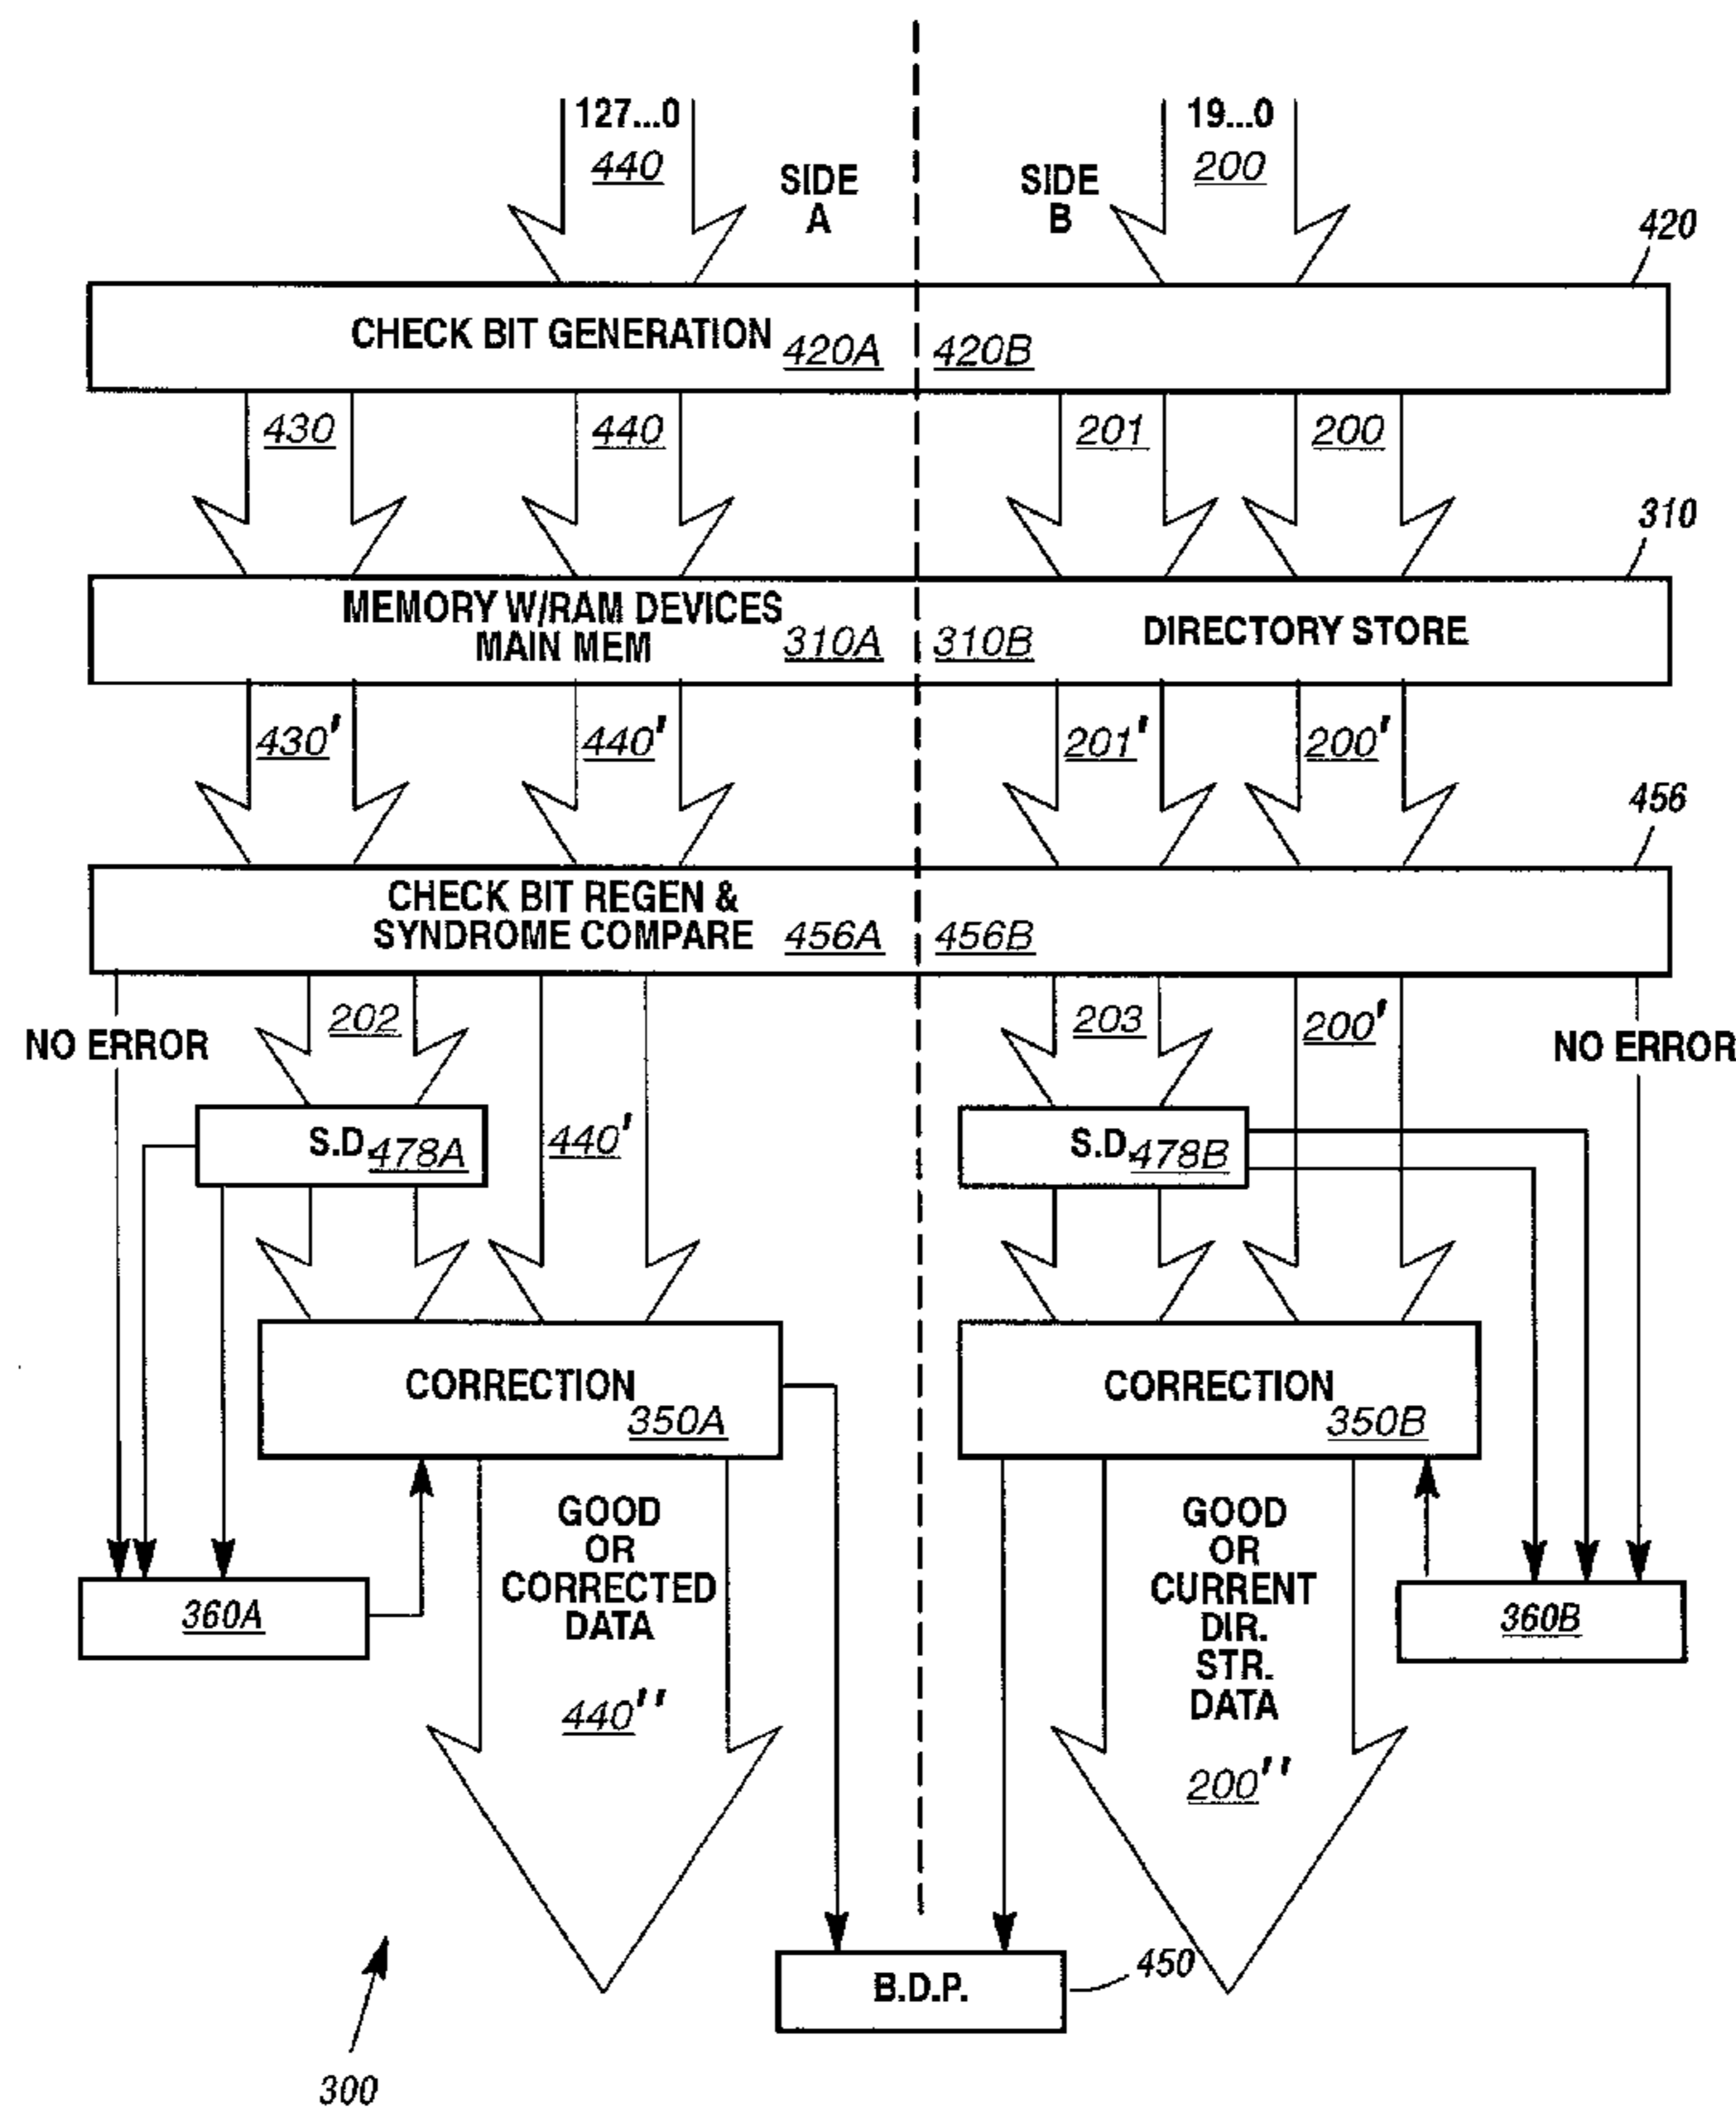 127...0
440
SIDE
A
SIDE
B
19...0
200
420
CHECK BIT GENERATION 420A
420B
430
440
201
200
310
MEMORY W/RAM DEVICES
MAIN MEM
310A
310B
DIRECTORY STORE
430'
440'
201'
200'
456
CHECK BIT REGEN &
SYNDROME COMPARE
456A
456B
NO ERROR
202
203
200'
NO ERROR
S.D. 478A
440'
S.D. 478B
CORRECTION
350A
CORRECTION
350B
GOOD
OR
CORRECTED
DATA
440''
GOOD
OR
CURRENT
DIR.
STR.
DATA
200''
360A
360B
B.D.P.
450
300